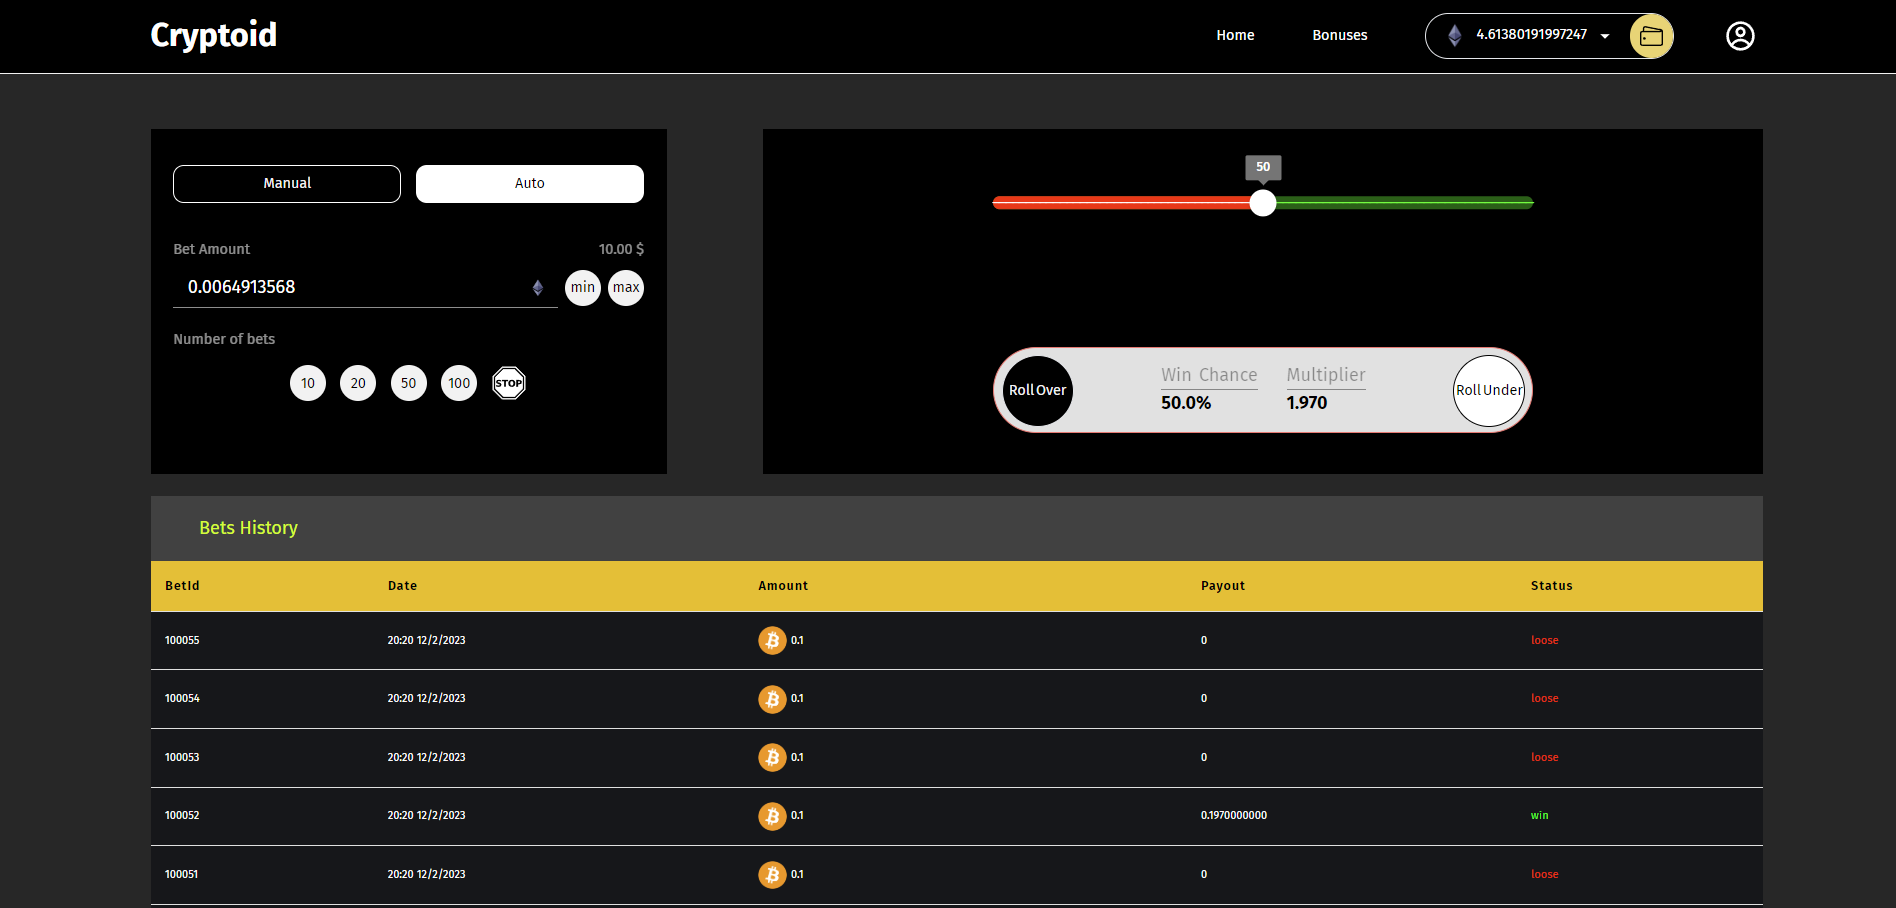 Cryptoid
Home Bonuses 4.61380191997247
Manual Auto
Bet Amount 10.00 $
0.0064913568 min max
Number of bets
10 20 50 100 STOP
50
Roll Over
Win Chance Multiplier
50.0% 1.970
Roll Under
Bets History
BetId Date Amount Payout Status
100055 20:20 12/2/2023 0.1 0 loose
100054 20:20 12/2/2023 0.1 0 loose
100053 20:20 12/2/2023 0.1 0 loose
100052 20:20 12/2/2023 0.1 0.1970000000 win
100051 20:20 12/2/2023 0.1 0 loose